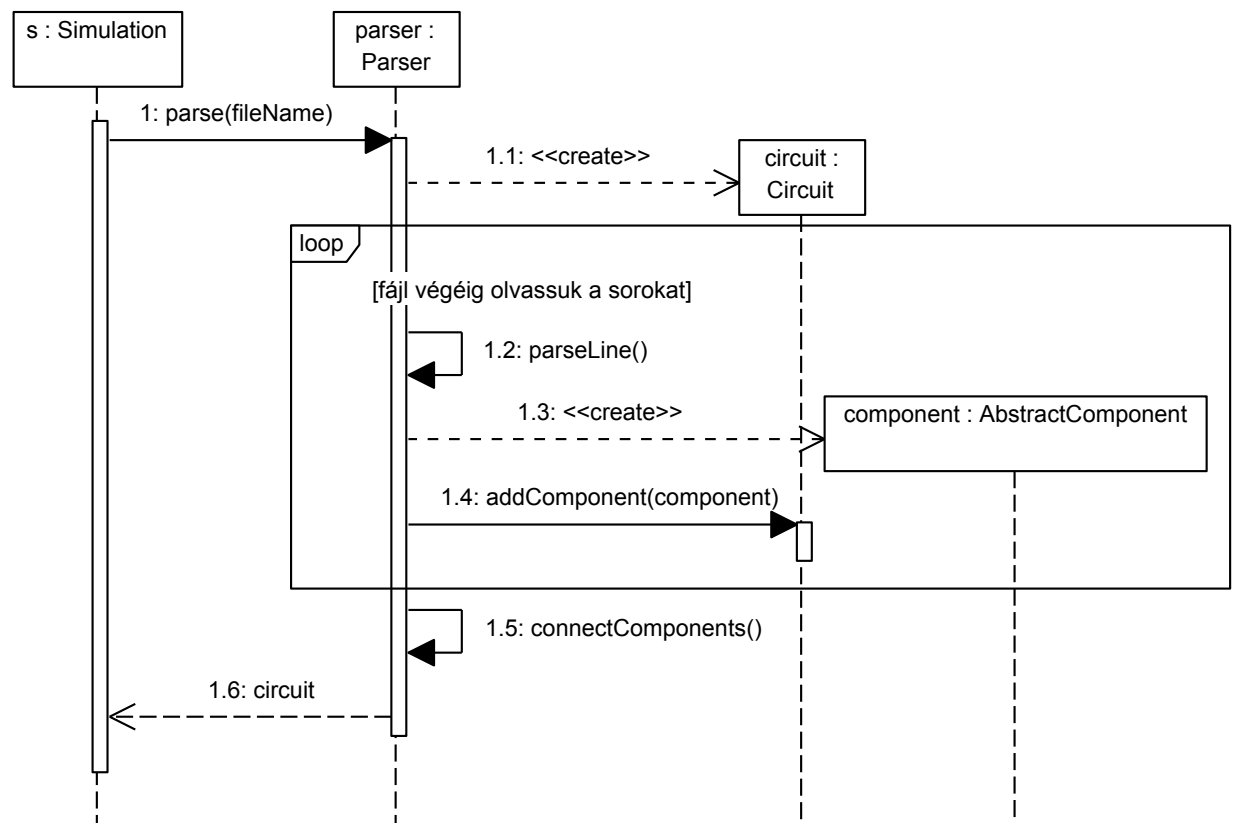 s : Simulation
parser :
Parser
1: parse(fileName)
1.1: <<create>>
circuit :
Circuit
loop
[fájl végéig olvassuk a sorokat]
1.2: parseLine()
1.3: <<create>>
component : AbstractComponent
1.4: addComponent(component)
1.5: connectComponents()
1.6: circuit